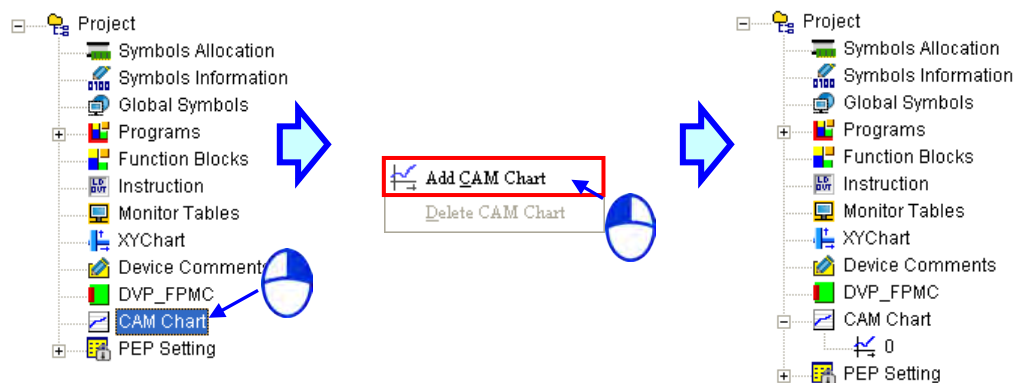 Project
Symbols Allocation
Symbols Information
Global Symbols
Programs
Function Blocks
Instruction
Monitor Tables
XYChart
Device Comments
DVP_FPMC
CAM Chart
PEP Setting
Add CAM Chart
Delete CAM Chart
Project
Symbols Allocation
Symbols Information
Global Symbols
Programs
Function Blocks
Instruction
Monitor Tables
XYChart
Device Comments
DVP_FPMC
CAM Chart
0
PEP Setting